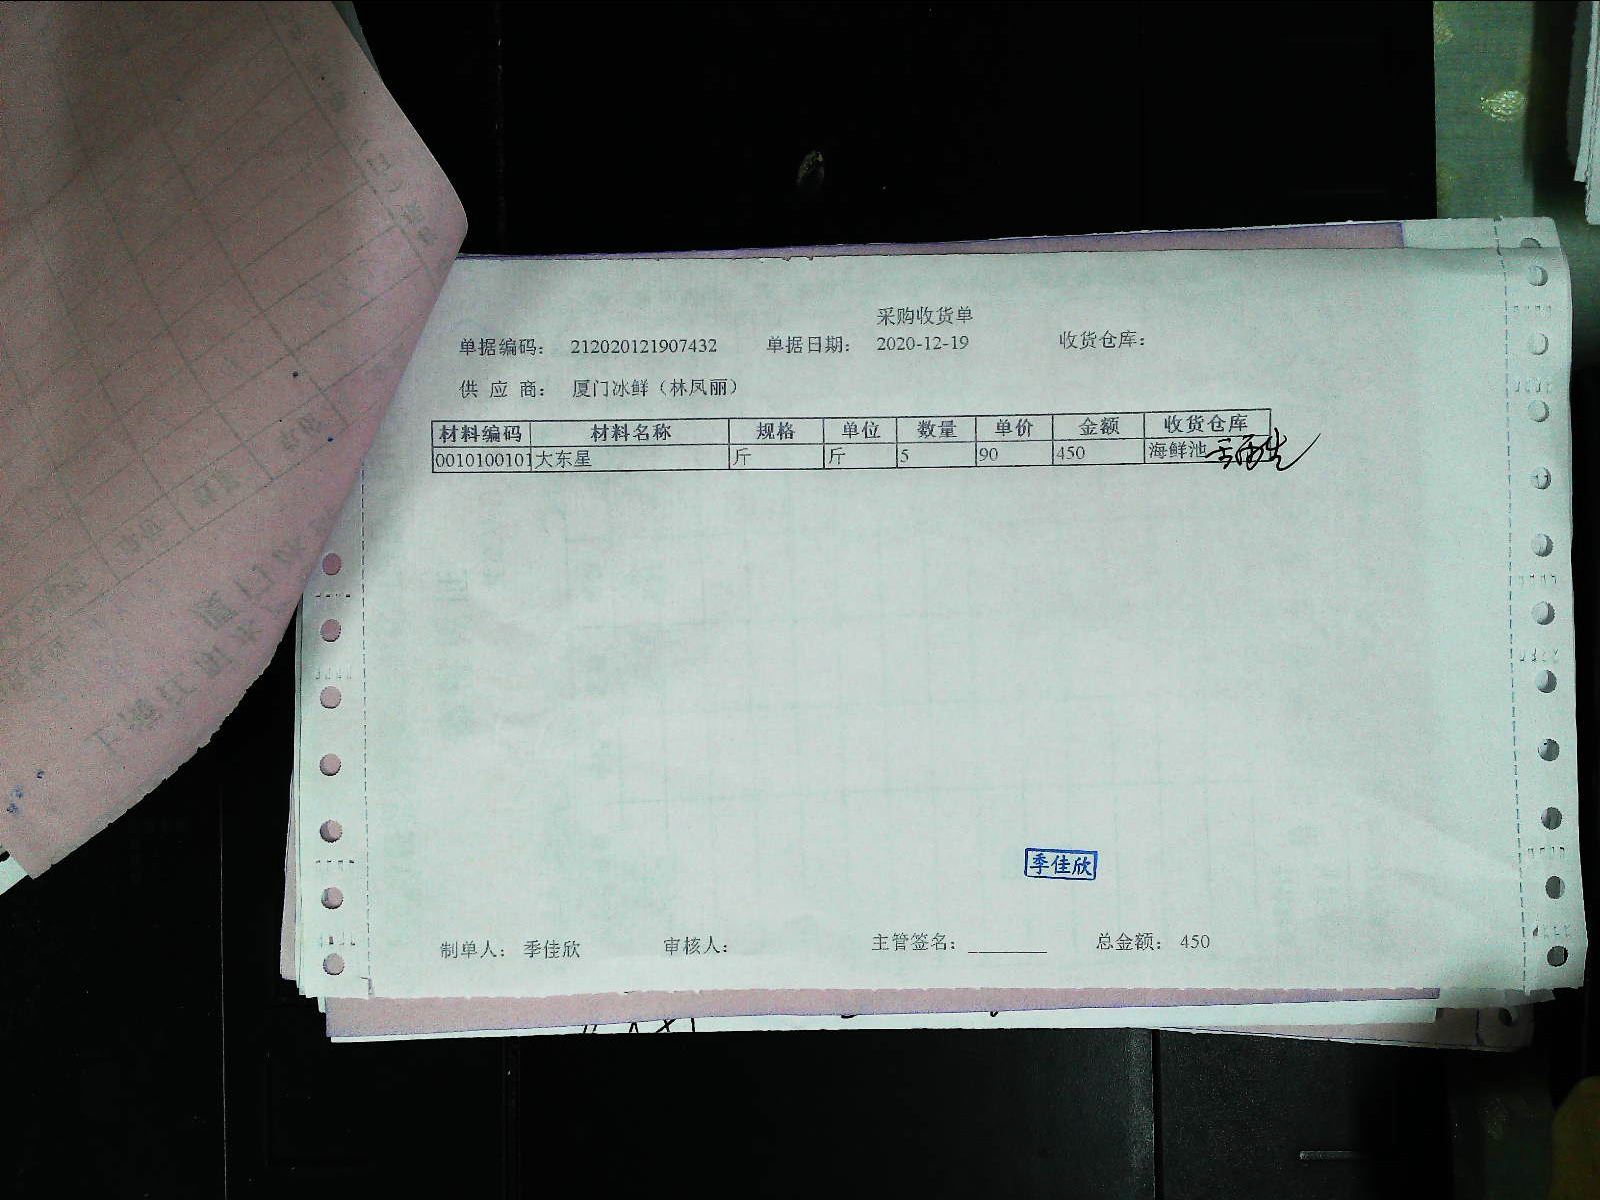 采购收货单
单据编码: 212020121907432 单据日期: 2020-12-19 收货仓库:
供 应 商: 厦门冰鲜（林凤丽）
材料编码 材料名称 规格 单位 数量 单价 金额 收货仓库
0010100101 大东星 斤 斤 5 90 450 海鲜池
季佳欣
制单人: 季佳欣 审核人: 主管签名: ________ 总金额: 450